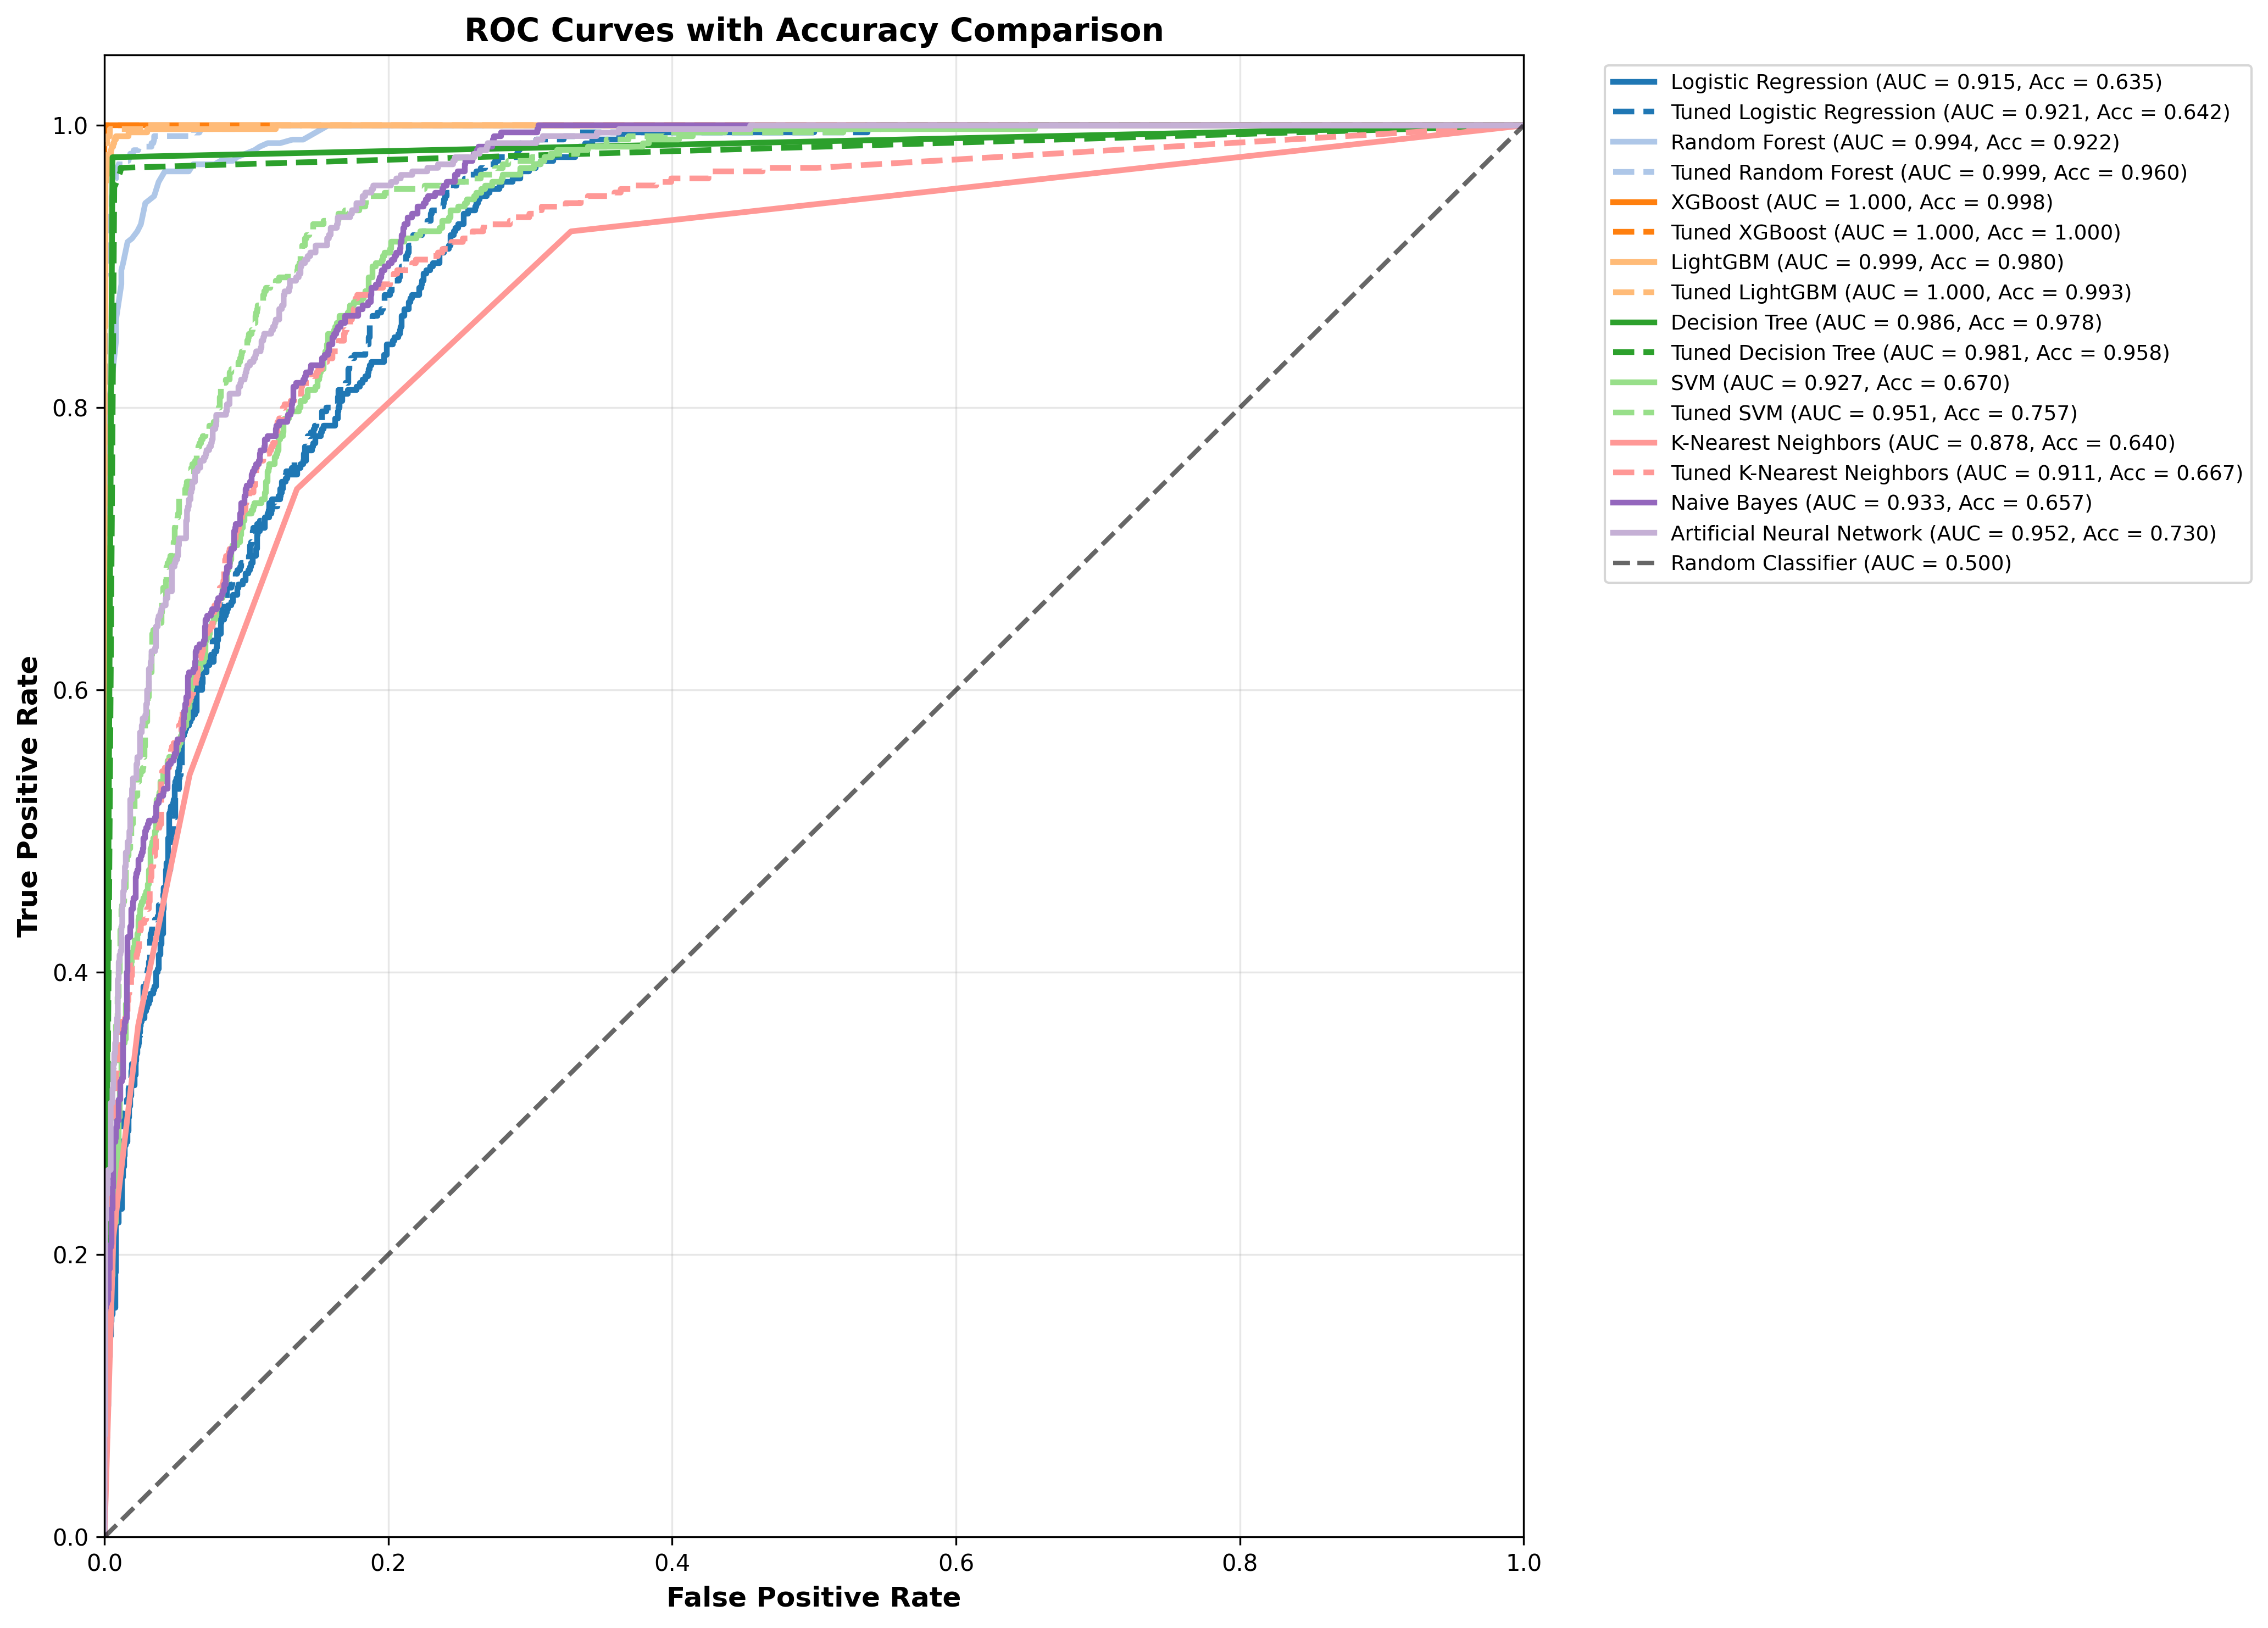 ROC Curves with Accuracy Comparison
Logistic Regression (AUC = 0.915, Acc = 0.635)
Tuned Logistic Regression (AUC = 0.921, Acc = 0.642)
Random Forest (AUC = 0.994, Acc = 0.922)
Tuned Random Forest (AUC = 0.999, Acc = 0.960)
XGBoost (AUC = 1.000, Acc = 0.998)
Tuned XGBoost (AUC = 1.000, Acc = 1.000)
LightGBM (AUC = 0.999, Acc = 0.980)
Tuned LightGBM (AUC = 1.000, Acc = 0.993)
Decision Tree (AUC = 0.986, Acc = 0.978)
Tuned Decision Tree (AUC = 0.981, Acc = 0.958)
SVM (AUC = 0.927, Acc = 0.670)
Tuned SVM (AUC = 0.951, Acc = 0.757)
K-Nearest Neighbors (AUC = 0.878, Acc = 0.640)
Tuned K-Nearest Neighbors (AUC = 0.911, Acc = 0.667)
Naive Bayes (AUC = 0.933, Acc = 0.657)
Artificial Neural Network (AUC = 0.952, Acc = 0.730)
Random Classifier (AUC = 0.500)
True Positive Rate
1.0
0.8
0.6
0.4
0.2
0.0
0.0 0.2 0.4 0.6 0.8 1.0
False Positive Rate